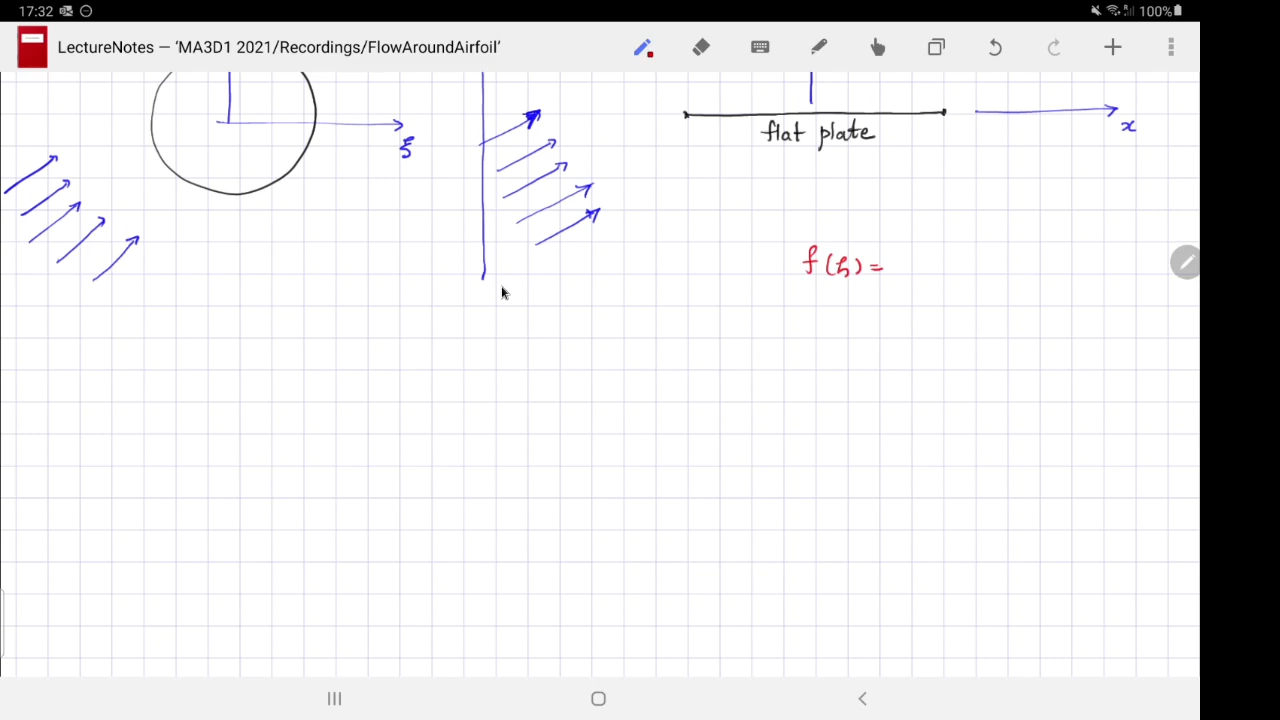 17:32 100%
LectureNotes — ‘MA3D1 2021/Recordings/FlowAroundAirfoil’
ξ
flat plate
x